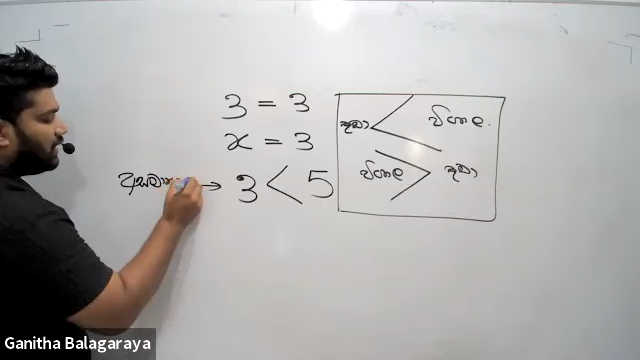 3 = 3
x = 3
3 < 5
කුඩා < විශාල
විශාල > කුඩා
Ganitha Balagaraya